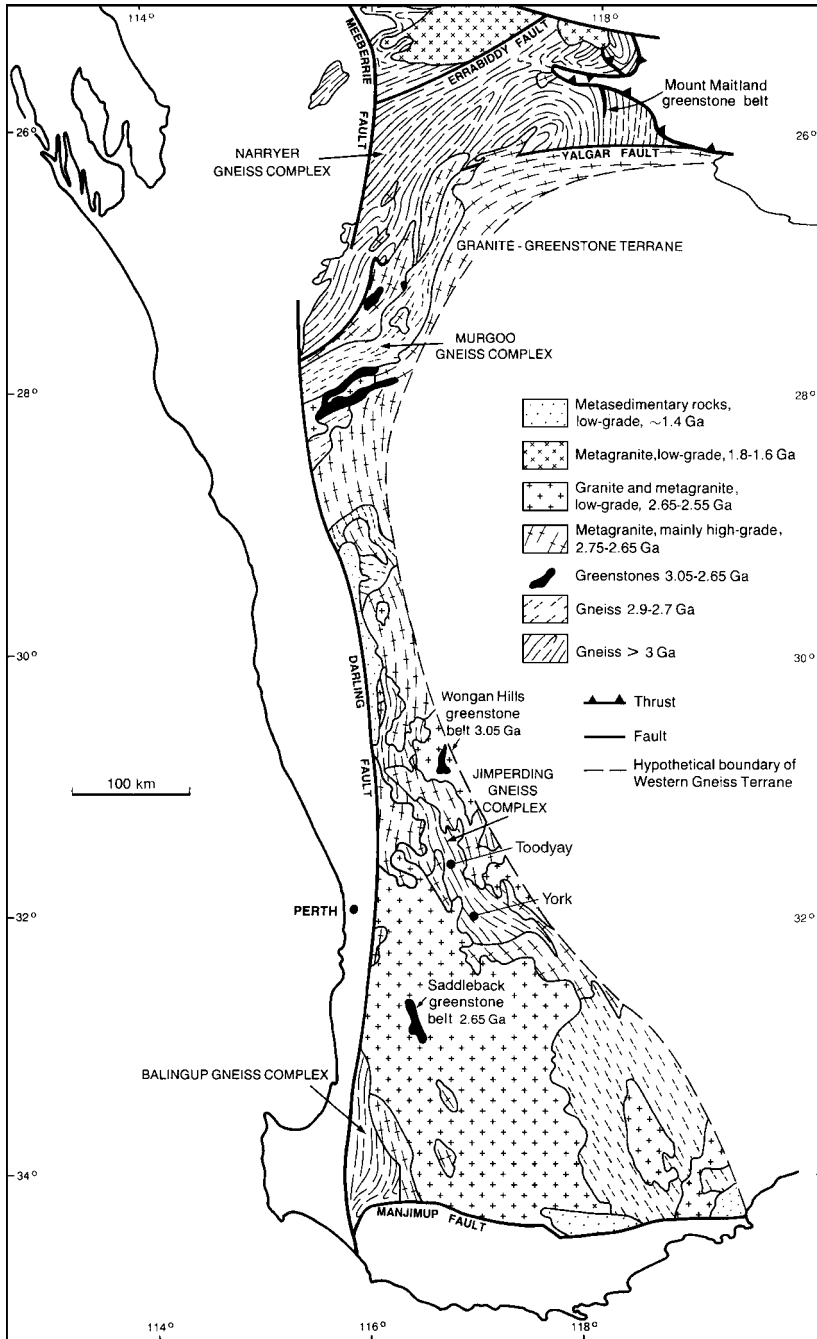 114°
118°
MEEBERRIE
FAULT
ERRABIDDY FAULT
Mount Maitland
greenstone belt
26°
26°
NARRYER
GNEISS COMPLEX
YALGAR FAULT
GRANITE - GREENSTONE TERRANE
MURGOO
GNEISS COMPLEX
28°
28°
Metasedimentary rocks,
low-grade, ~1.4 Ga
Metagranite, low-grade, 1.8-1.6 Ga
Granite and metagranite,
low-grade, 2.65-2.55 Ga
Metagranite, mainly high-grade,
2.75-2.65 Ga
Greenstones 3.05-2.65 Ga
Gneiss 2.9-2.7 Ga
Gneiss > 3 Ga
30°
30°
DARLING
FAULT
Wongan Hills
greenstone
belt 3.05 Ga
Thrust
Fault
Hypothetical boundary of
Western Gneiss Terrane
100 km
JIMPERDING
GNEISS
COMPLEX
Toodyay
York
PERTH
32°
32°
Saddleback
greenstone
belt 2.65 Ga
BALINGUP GNEISS COMPLEX
34°
34°
MANJIMUP FAULT
114°
116°
118°